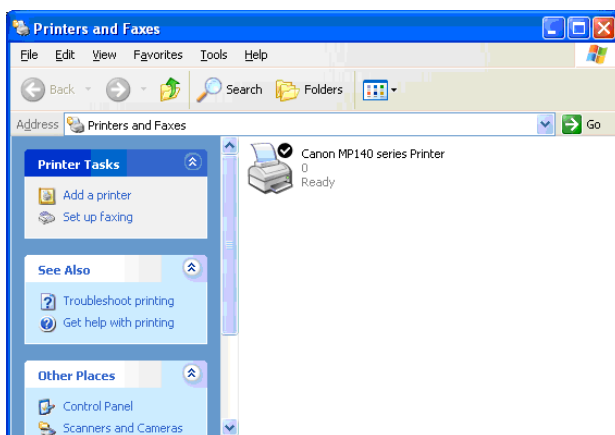 Printers and Faxes
File Edit View Favorites Tools Help
Back Search Folders
Address Printers and Faxes Go
Printer Tasks
Add a printer
Set up faxing
See Also
Troubleshoot printing
Get help with printing
Other Places
Control Panel
Scanners and Cameras
Canon MP140 series Printer
0
Ready